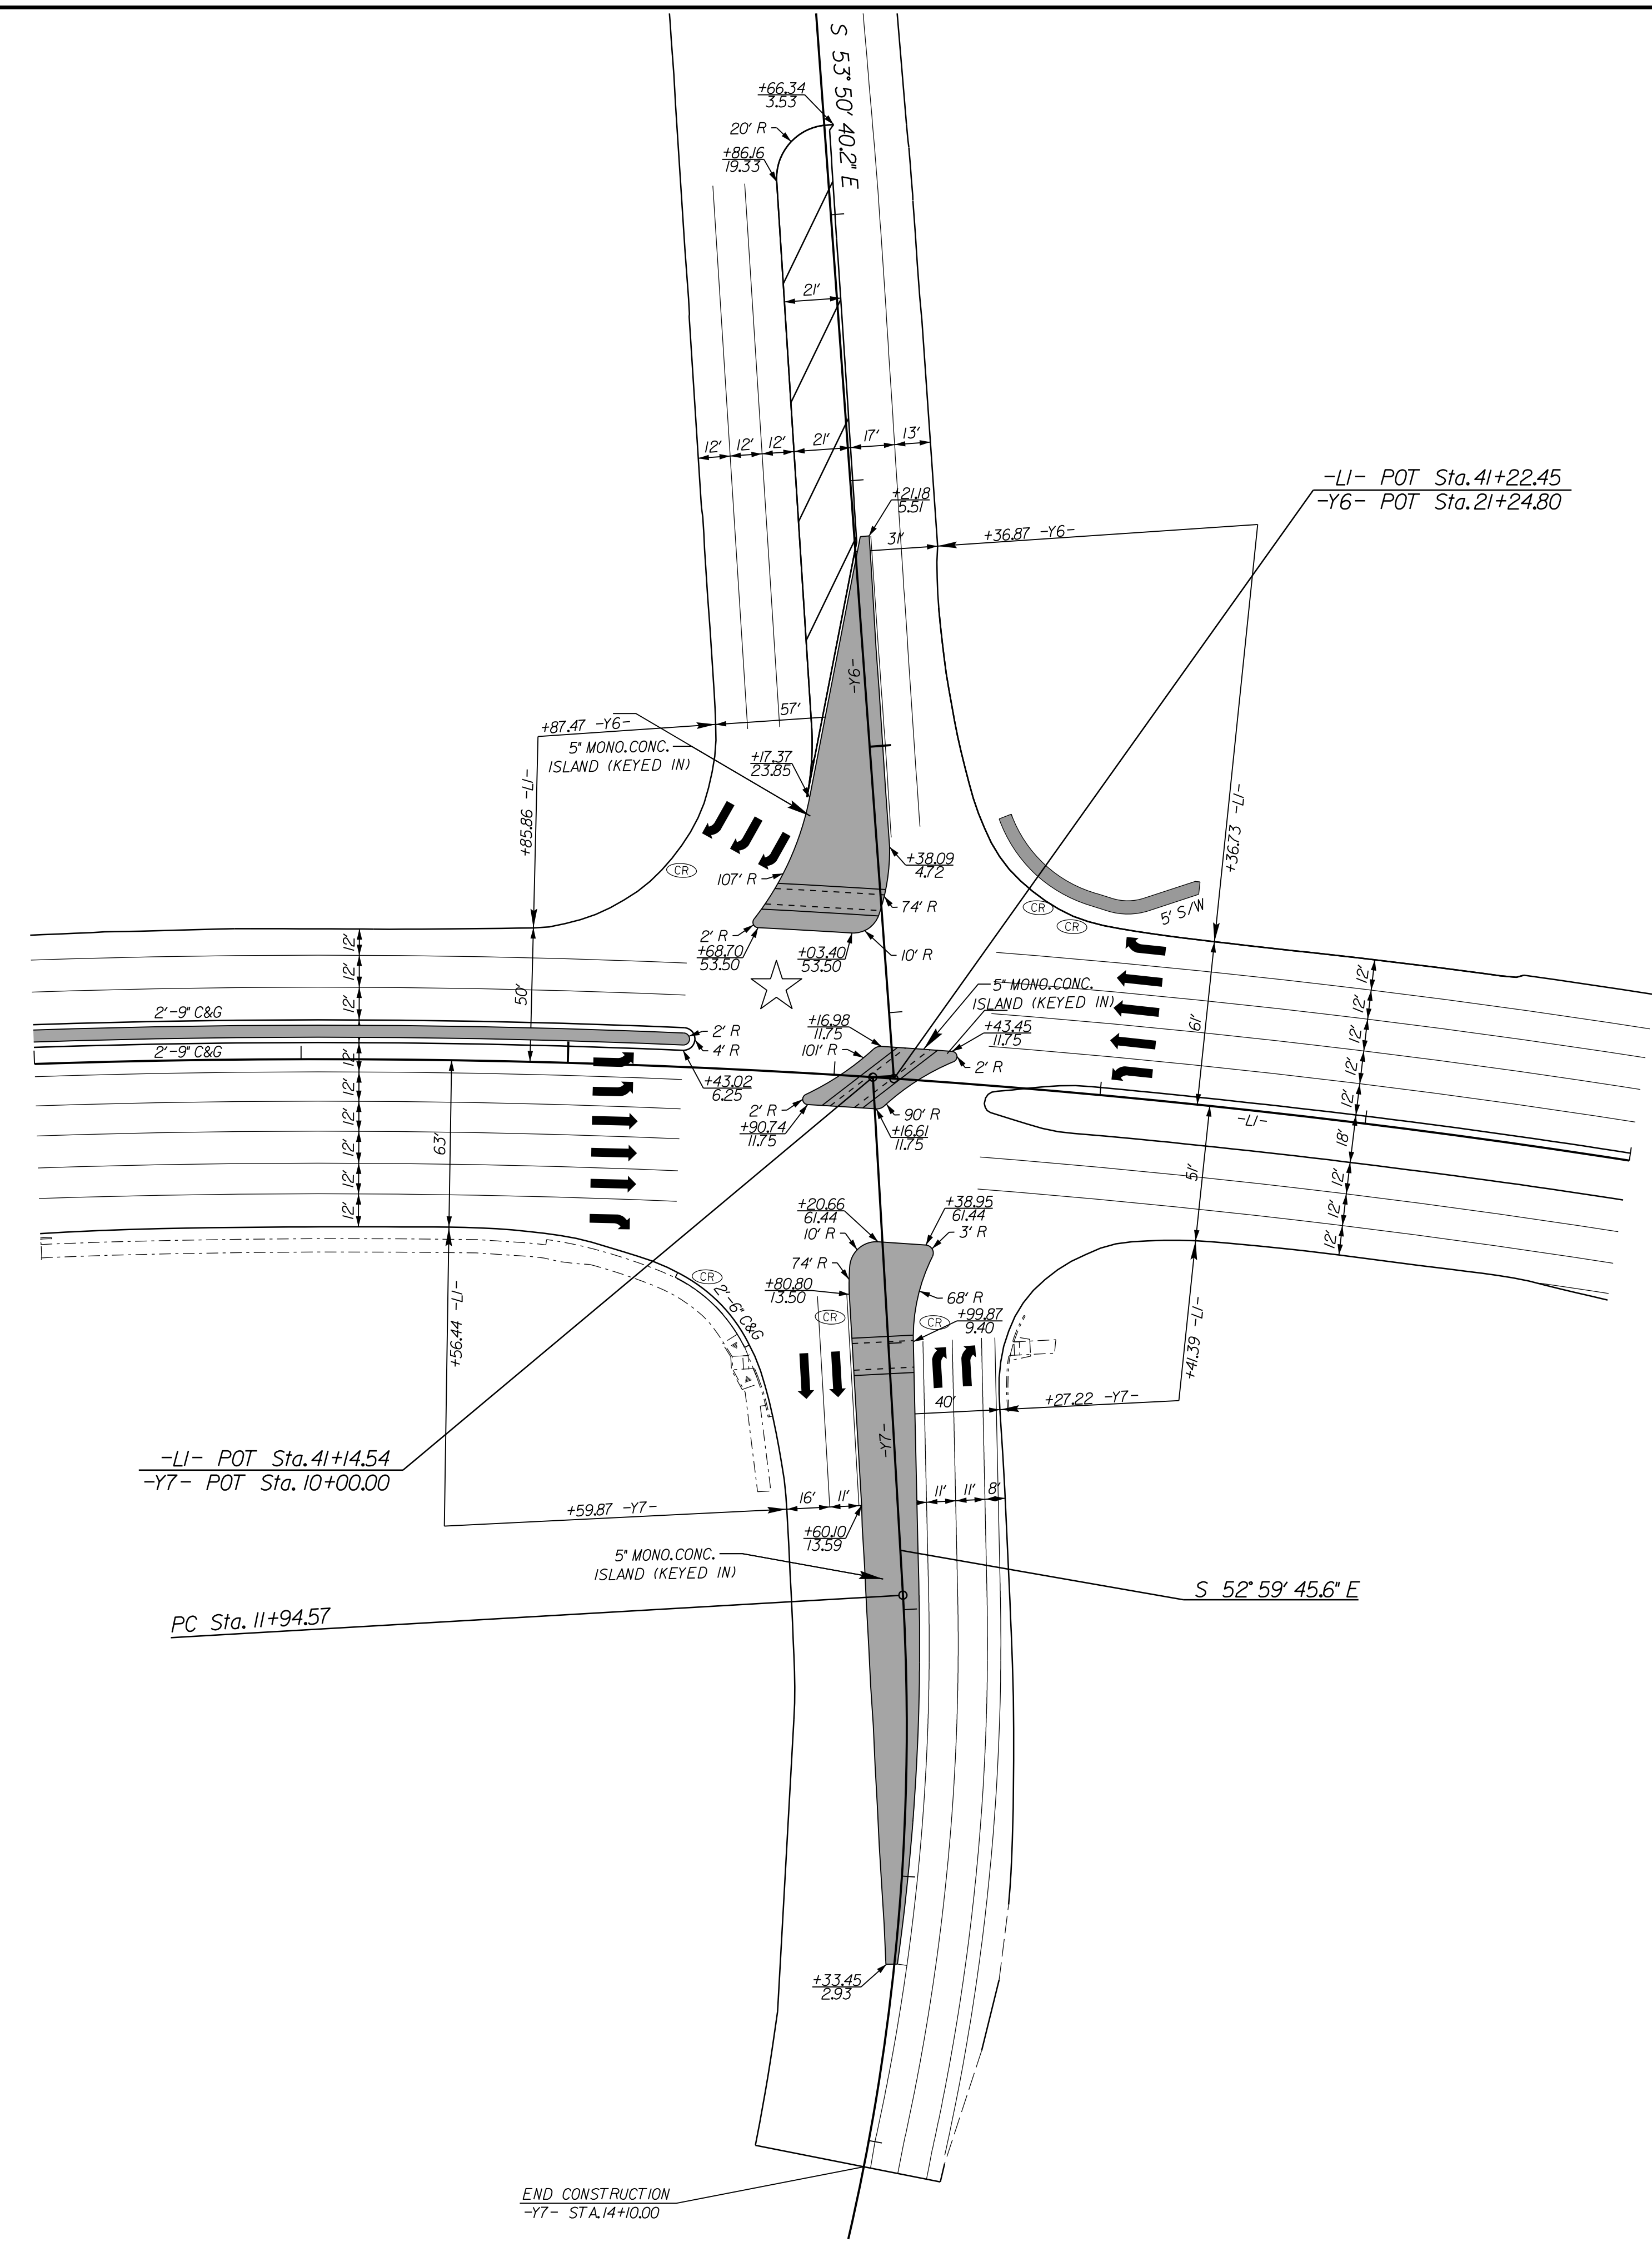 S 53° 50' 40.2" E
+66.34
3.53
20' R
+86.16
19.33
21'
12'
12'
12'
21'
17'
13'
-L1- POT Sta. 41+22.45
-Y6- POT Sta. 21+24.80
+21.18
5.51
31'
+36.87 -Y6-
-Y6-
57'
+87.47 -Y6-
5" MONO. CONC.
ISLAND (KEYED IN)
+17.37
23.85
+85.86 -L1-
+36.73 -L1-
+38.09
4.72
CR
107' R
74' R
CR
5' S/W
CR
2' R
+68.70
53.50
+03.40
53.50
10' R
12'
12'
12'
50'
2'-9" C&G
2'-9" C&G
2' R
4' R
+43.02
6.25
5" MONO. CONC.
ISLAND (KEYED IN)
+16.98
11.75
101' R
+43.45
11.75
2' R
2' R
+90.74
11.75
90' R
+16.61
11.75
12'
12'
12'
12'
12'
61'
-L1-
18'
51'
12'
12'
12'
12'
12'
12'
12'
12'
12'
63'
+20.66
61.44
10' R
+38.95
61.44
3' R
74' R
+80.80
13.50
68' R
CR
2'-6" C&G
CR
CR
+99.87
9.40
+56.44 -L1-
+41.39 -L1-
40'
+27.22 -Y7-
-Y7-
-L1- POT Sta. 41+14.54
-Y7- POT Sta. 10+00.00
+59.87 -Y7-
16'
11'
11'
11'
8'
+60.10
13.59
5" MONO. CONC.
ISLAND (KEYED IN)
S 52° 59' 45.6" E
PC Sta. 11+94.57
+33.45
2.93
END CONSTRUCTION
-Y7- STA. 14+10.00